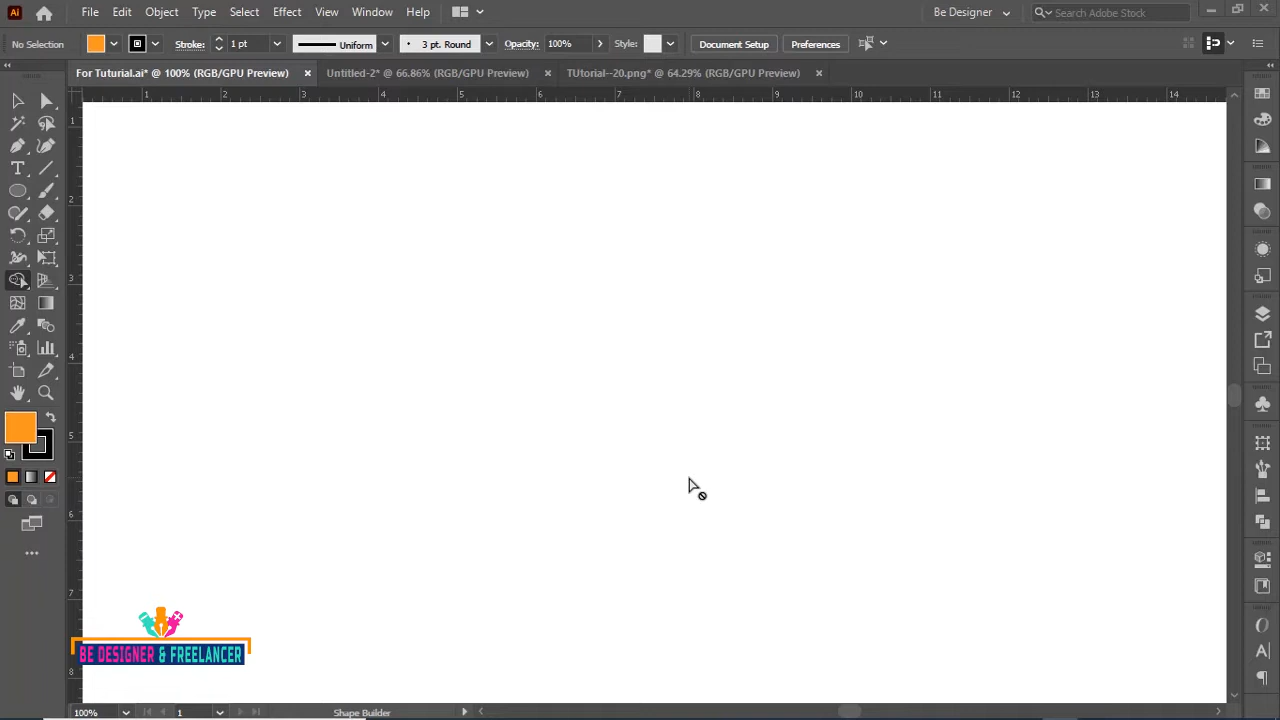 Ai File Edit Object Type Select Effect View Window Help Be Designer Search Adobe Stock
No Selection Stroke: 1 pt Uniform 3 pt. Round Opacity: 100% Style: Document Setup Preferences
For Tuturial.ai* @ 100% (RGB/GPU Preview) × Untitled-2* @ 66.86% (RGB/GPU Preview) × TUtorial--20.png* @ 64.29% (RGB/GPU Preview) ×
1 2 3 4 5 6 7 8 9 10 11 12 13 14
1
2
3
4
5
6
7
8
BE DESIGNER & FREELANCER
100% 1 Shape Builder